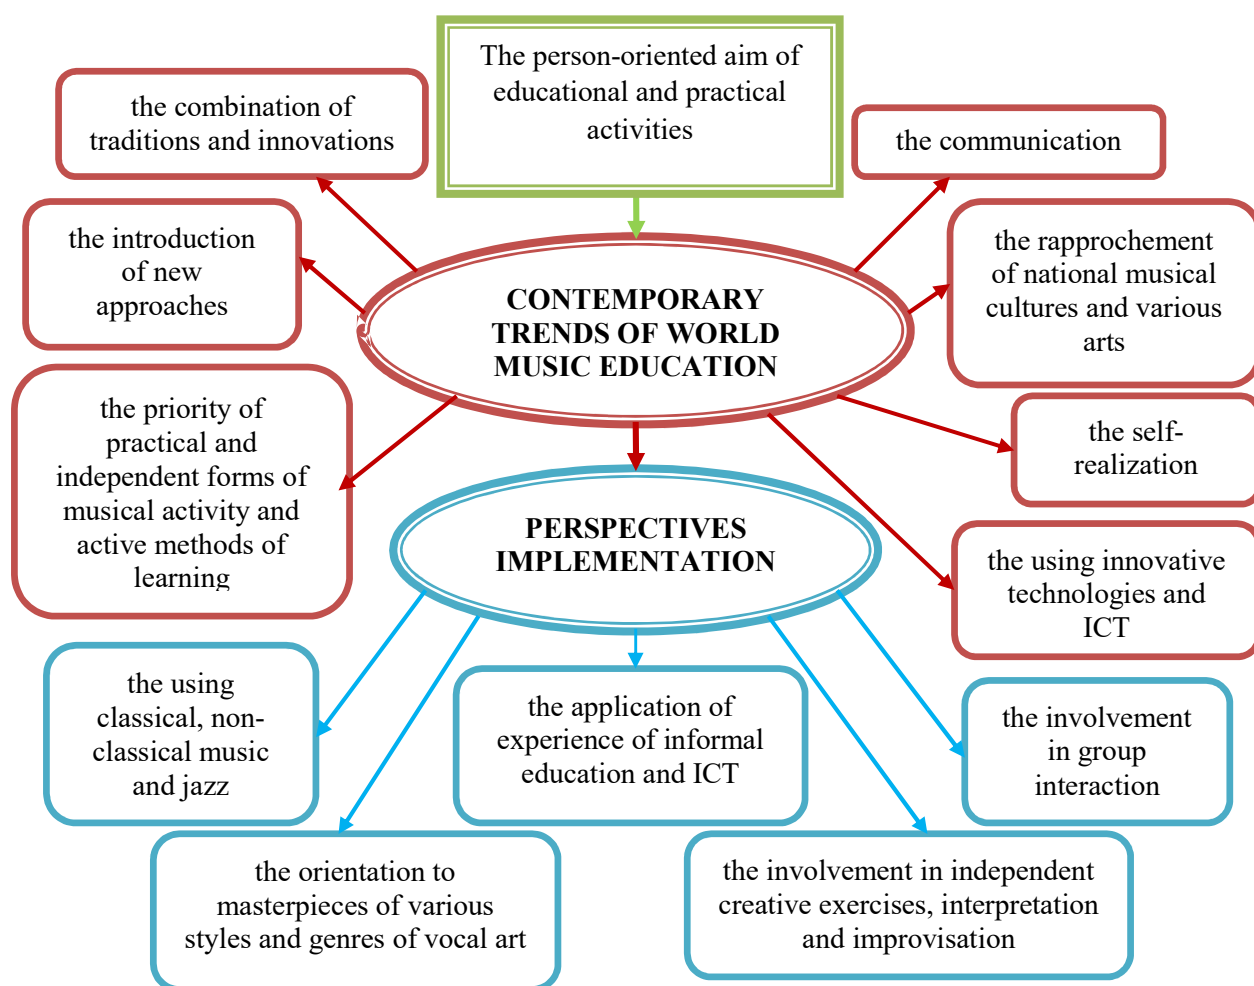 The person-oriented aim of
educational and practical
activities
the combination of
traditions and innovations
the communication
the introduction
of new
approaches
the rapprochement
of national musical
cultures and various
arts
CONTEMPORARY
TRENDS OF WORLD
MUSIC EDUCATION
the priority of
practical and
independent forms of
musical activity and
active methods of
learning
the self-
realization
PERSPECTIVES
IMPLEMENTATION
the using innovative
technologies and
ICT
the using
classical, non-
classical music
and jazz
the application of
experience of informal
education and ICT
the involvement
in group
interaction
the orientation to
masterpieces of various
styles and genres of vocal art
the involvement in independent
creative exercises, interpretation
and improvisation